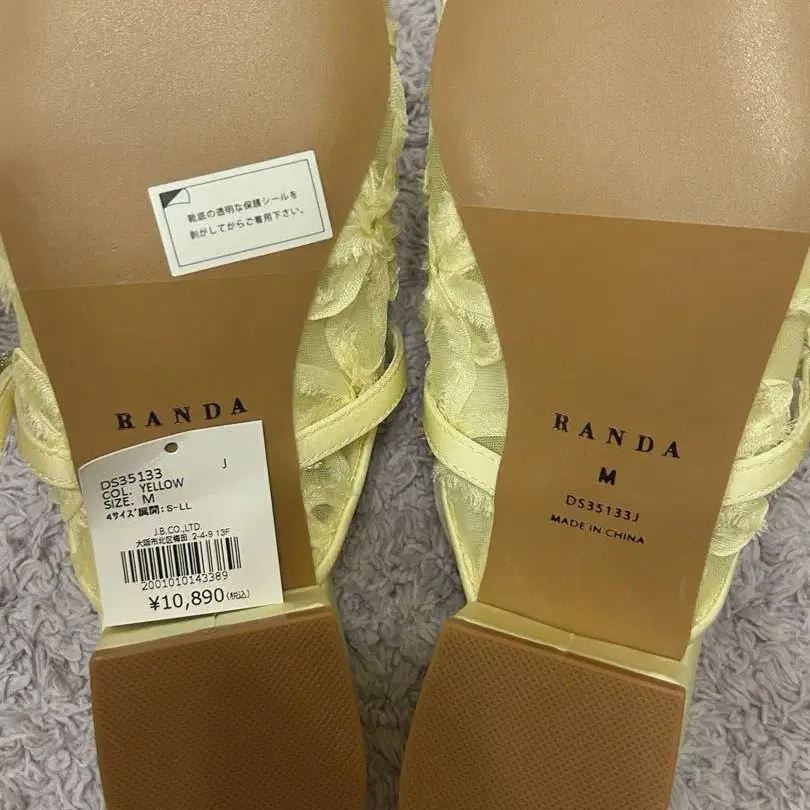 靴底の透明な保護シールを
剥がしてからご着用下さい。
RANDA
DS35133
J
COL. YELLOW
SIZE. M
4サイズ展開: S-LL
J.B.CO.,LTD.
大阪市北区梅田 2-4-9 13F
2001010143389
¥10,890(税込)
RANDA
M
DS35133J
MADE IN CHINA